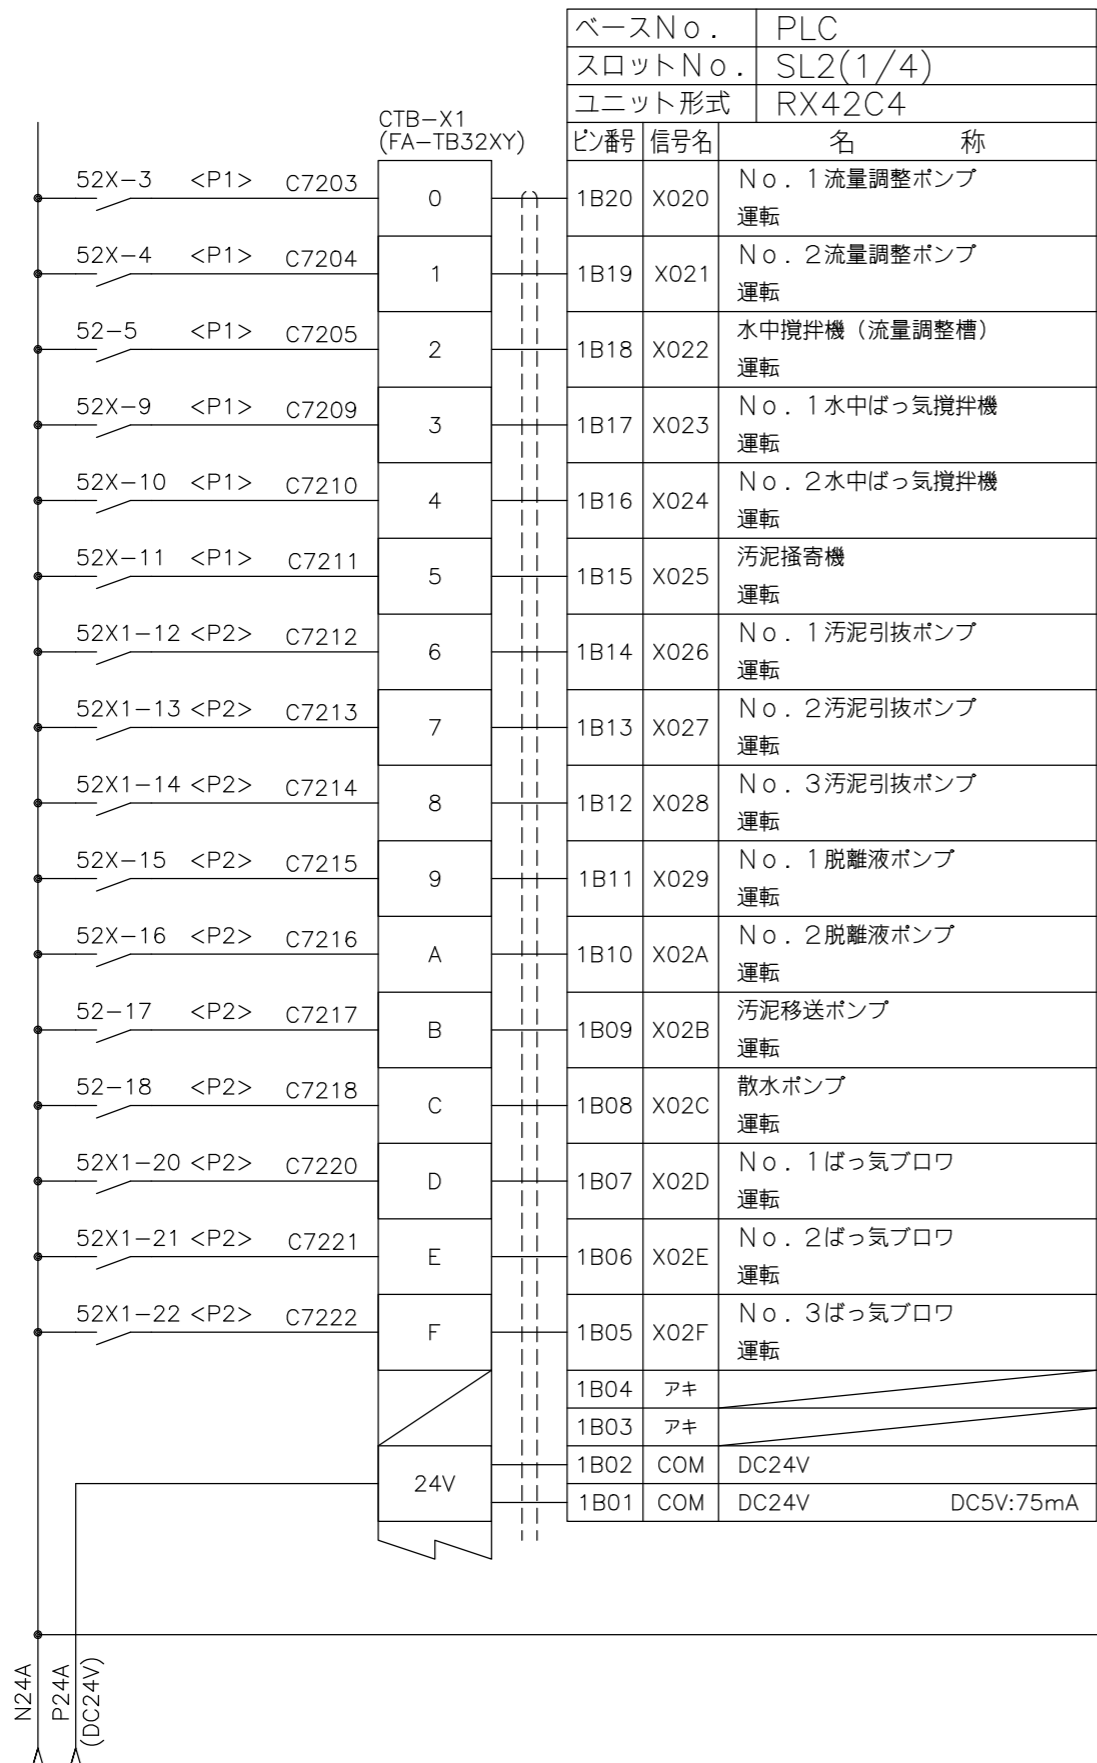 ベースNo. PLC
スロットNo. SL2(1/4)
ユニット形式 RX42C4
CTB-X1
(FA-TB32XY)
ピン番号 信号名 名 称
52X-3 <P1> C7203 0 1B20 X020 No.1流量調整ポンプ
運転
52X-4 <P1> C7204 1 1B19 X021 No.2流量調整ポンプ
運転
52-5 <P1> C7205 2 1B18 X022 水中撹拌機(流量調整槽)
運転
52X-9 <P1> C7209 3 1B17 X023 No.1水中ばっ気撹拌機
運転
52X-10 <P1> C7210 4 1B16 X024 No.2水中ばっ気撹拌機
運転
52X-11 <P1> C7211 5 1B15 X025 汚泥掻寄機
運転
52X1-12 <P2> C7212 6 1B14 X026 No.1汚泥引抜ポンプ
運転
52X1-13 <P2> C7213 7 1B13 X027 No.2汚泥引抜ポンプ
運転
52X1-14 <P2> C7214 8 1B12 X028 No.3汚泥引抜ポンプ
運転
52X-15 <P2> C7215 9 1B11 X029 No.1脱離液ポンプ
運転
52X-16 <P2> C7216 A 1B10 X02A No.2脱離液ポンプ
運転
52-17 <P2> C7217 B 1B09 X02B 汚泥移送ポンプ
運転
52-18 <P2> C7218 C 1B08 X02C 散水ポンプ
運転
52X1-20 <P2> C7220 D 1B07 X02D No.1ばっ気ブロワ
運転
52X1-21 <P2> C7221 E 1B06 X02E No.2ばっ気ブロワ
運転
52X1-22 <P2> C7222 F 1B05 X02F No.3ばっ気ブロワ
運転
1B04 アキ
1B03 アキ
24V
1B02 COM DC24V
1B01 COM DC24V DC5V:75mA
N24A
P24A
(DC24V)